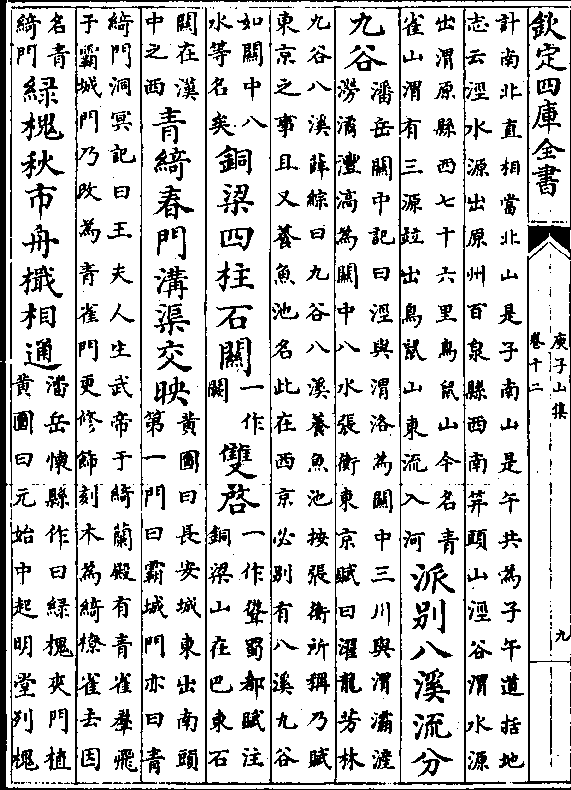 欽定四庫全書
庾子山集
卷十二
九
計南北直相當北山是子南山是午共為子午道括地
志云涇水源出原州百泉縣西南筓頭山涇谷渭水源
出渭原縣西七十六里鳥鼠山今名青
雀山渭有三源竝出鳥鼠山東流入河
派别八溪流分
九谷
潘岳關中記曰涇與渭洛為關中三川與渭灞滻
澇潏灃滈為關中八水張衡東京賦曰濯龍芳林
九谷八溪薛綜曰九谷八溪養魚池按張衡所稱乃賦
東京之事且又養魚池名此在西京必别有八溪九谷
如關中八
水等名矣
銅梁四柱石關
一作
闕
雙啓
一作聳蜀都賦注
銅梁山在巴東石
關在漢
中之西
青綺春門溝渠交映
黄圖曰長安城東出南頭
第一門曰霸城門亦曰青
綺門洞冥記曰王夫人生武帝于綺蘭殿有青雀羣飛
子霸城門乃改為青雀門更修飾刻木為綺橑雀去因
名青
綺門
綠槐秋市舟檝相通
潘岳懷縣作曰綠槐夾門植
黄圖曰元始中起明堂列槐